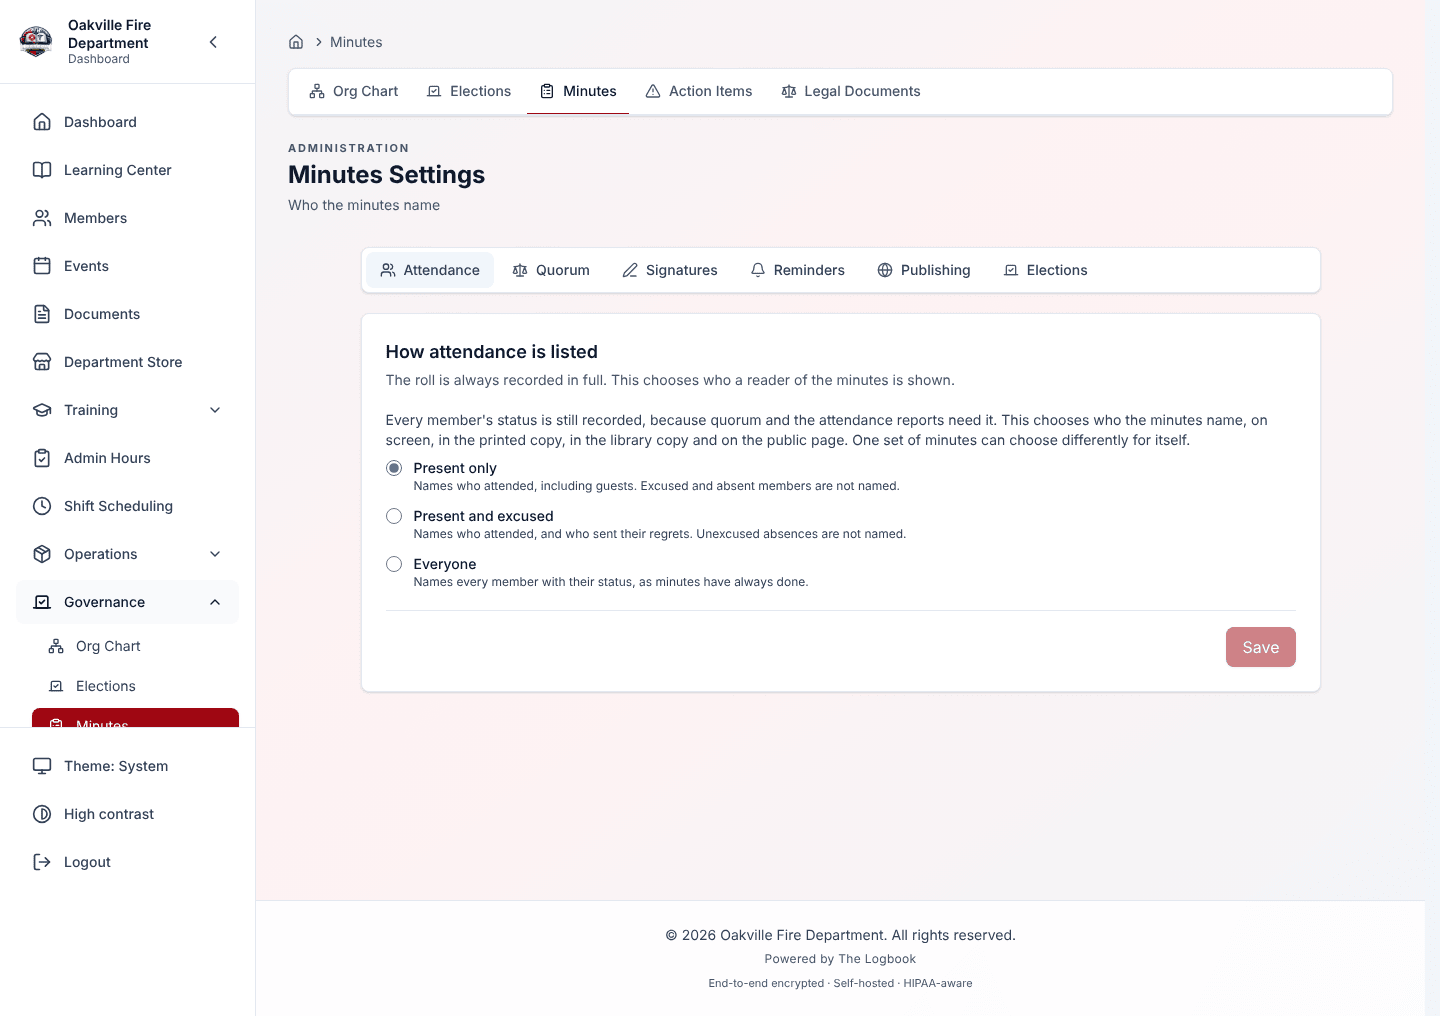 Oakville Fire
Department
Dashboard
Dashboard
Learning Center
Members
Events
Documents
Department Store
Training
Admin Hours
Shift Scheduling
Operations
Governance
Org Chart
Elections
Minutes
Theme: System
High contrast
Logout
Minutes
Org Chart
Elections
Minutes
Action Items
Legal Documents
ADMINISTRATION
Minutes Settings
Who the minutes name
Attendance
Quorum
Signatures
Reminders
Publishing
Elections
How attendance is listed
The roll is always recorded in full. This chooses who a reader of the minutes is shown.
Every member's status is still recorded, because quorum and the attendance reports need it. This chooses who the minutes name, on
screen, in the printed copy, in the library copy and on the public page. One set of minutes can choose differently for itself.
Present only
Names who attended, including guests. Excused and absent members are not named.
Present and excused
Names who attended, and who sent their regrets. Unexcused absences are not named.
Everyone
Names every member with their status, as minutes have always done.
Save
© 2026 Oakville Fire Department. All rights reserved.
Powered by The Logbook
End-to-end encrypted · Self-hosted · HIPAA-aware